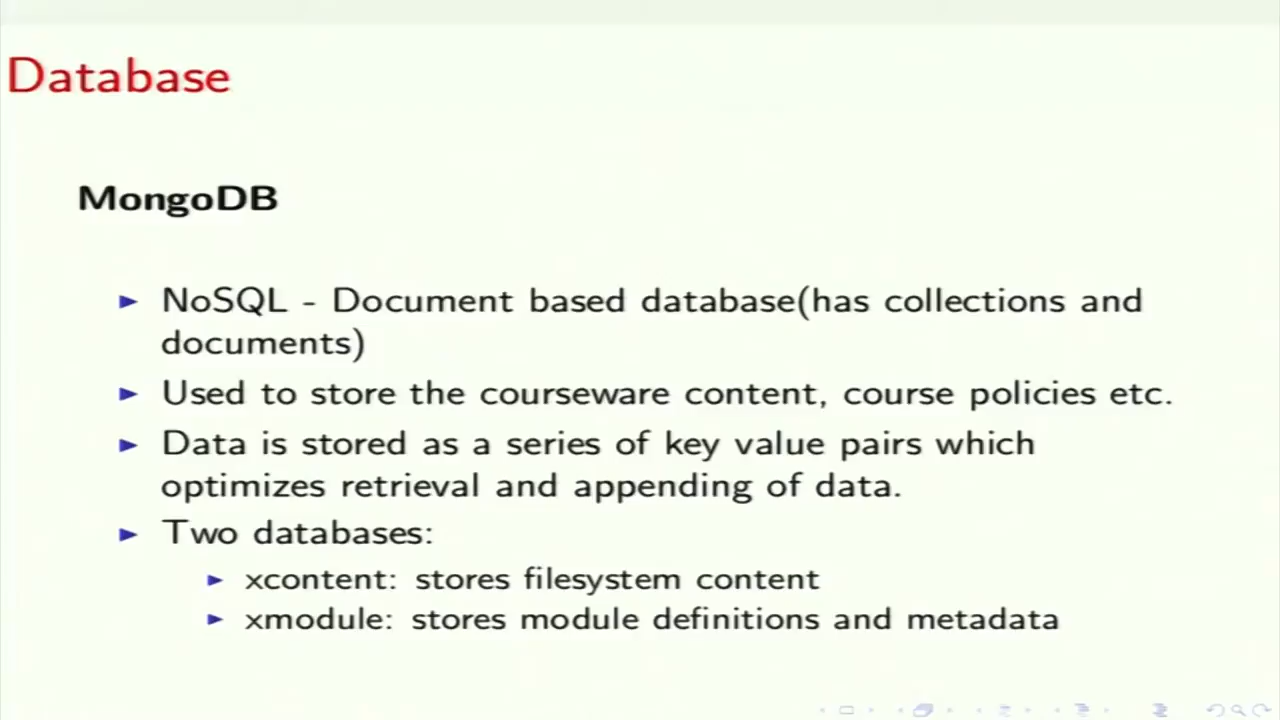 Database
MongoDB
NoSQL - Document based database(has collections and
documents)
Used to store the courseware content, course policies etc.
Data is stored as a series of key value pairs which
optimizes retrieval and appending of data.
Two databases:
xcontent: stores filesystem content
xmodule: stores module definitions and metadata